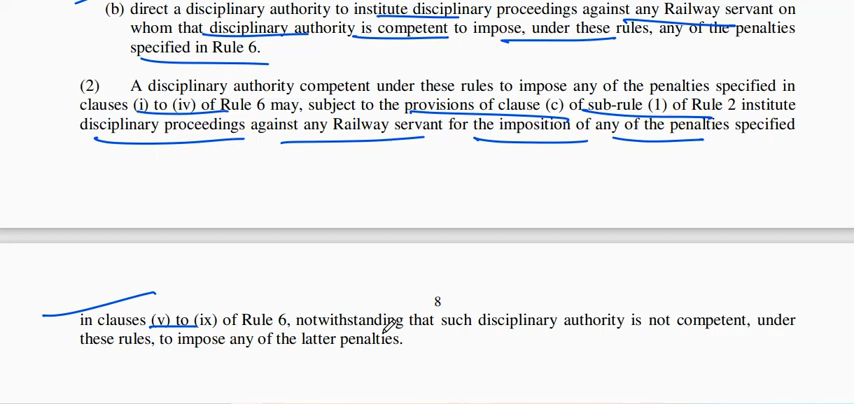 (b) direct a disciplinary authority to institute disciplinary proceedings against any Railway servant on
whom that disciplinary authority is competent to impose, under these rules, any of the penalties
specified in Rule 6.
(2) A disciplinary authority competent under these rules to impose any of the penalties specified in
clauses (i) to (iv) of Rule 6 may, subject to the provisions of clause (c) of sub-rule (1) of Rule 2 institute
disciplinary proceedings against any Railway servant for the imposition of any of the penalties specified
8
in clauses (v) to (ix) of Rule 6, notwithstanding that such disciplinary authority is not competent, under
these rules, to impose any of the latter penalties.